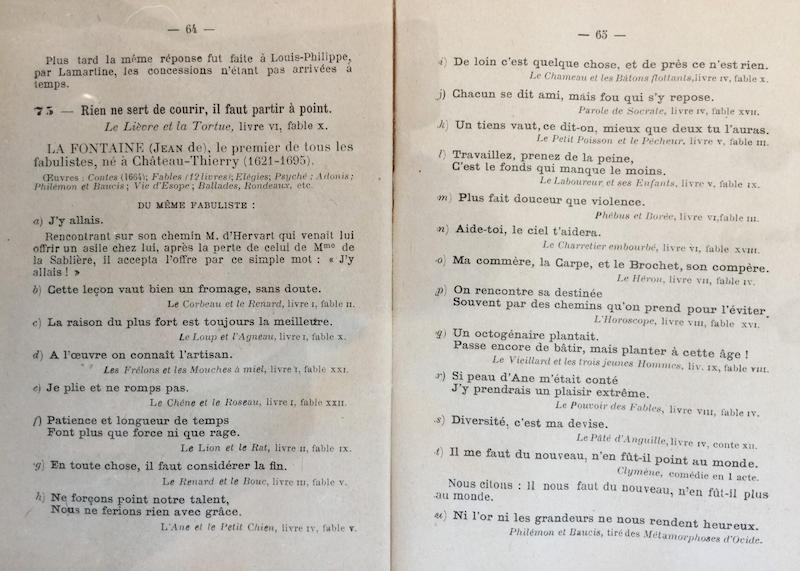 — 64 —
Plus tard la même réponse fut faite à Louis-Philippe,
par Lamartine, les concessions n'étant pas arrivées à
temps.
75 — Rien ne sert de courir, il faut partir à point.
Le Lièvre et la Tortue, livre VI, fable X.
LA FONTAINE (JEAN de), le premier de tous les
fabulistes, né à Château-Thierry (1621-1695).
Œuvres : Contes (1664); Fables (12 livres); Elégies; Psyché; Adonis;
Philémon et Baucis; Vie d'Esope; Ballades, Rondeaux, etc.
DU MÊME FABULISTE :
a) J'y allais.
Rencontrant sur son chemin M. d'Hervart qui venait lui
offrir un asile chez lui, après la perte de celui de Mme de
la Sablière, il accepta l'offre par ce simple mot : « J'y
allais ! »
b) Cette leçon vaut bien un fromage, sans doute.
Le Corbeau et le Renard, livre I, fable II.
c) La raison du plus fort est toujours la meilleure.
Le Loup et l'Agneau, livre I, fable X.
d) A l'œuvre on connaît l'artisan.
Les Frélons et les Mouches à miel, livre I, fable XXI.
e) Je plie et ne romps pas.
Le Chêne et le Roseau, livre I, fable XXII.
f) Patience et longueur de temps
Font plus que force ni que rage.
Le Lion et le Rat, livre II, fable IX.
g) En toute chose, il faut considérer la fin.
Le Renard et le Bouc, livre III, fable V.
h) Ne forçons point notre talent,
Nous ne ferions rien avec grâce.
L'Ane et le Petit Chien, livre IV, fable V.
— 65 —
i) De loin c'est quelque chose, et de près ce n'est rien.
Le Chameau et les Bâtons flottants, livre IV, fable X.
j) Chacun se dit ami, mais fou qui s'y repose.
Parole de Socrate, livre IV, fable XVII.
k) Un tiens vaut, ce dit-on, mieux que deux tu l'auras.
Le Petit Poisson et le Pêcheur, livre V, fable III.
l) Travaillez, prenez de la peine,
C'est le fonds qui manque le moins.
Le Laboureur et ses Enfants, livre V, fable IX.
m) Plus fait douceur que violence.
Phébus et Borée, livre VI, fable III.
n) Aide-toi, le ciel t'aidera.
Le Charretier embourbé, livre VI, fable XVIII.
o) Ma commère, la Carpe, et le Brochet, son compère.
Le Héron, livre VII, fable IV.
p) On rencontre sa destinée
Souvent par des chemins qu'on prend pour l'éviter
L'Horoscope, livre VIII, fable XVI.
q) Un octogénaire plantait.
Passe encore de bâtir, mais planter à cette âge !
Le Vieillard et les trois jeunes Hommes, liv. IX, fable VIII.
r) Si peau d'Ane m'était conté
J'y prendrais un plaisir extrême.
Le Pouvoir des Fables, livre VIII, fable IV.
s) Diversité, c'est ma devise.
Le Pâté d'Anguille, livre IV, conte XII.
t) Il me faut du nouveau, n'en fût-il point au monde.
Clymène, comédie en 1 acte.
Nous citons : Il nous faut du nouveau, n'en fût-il plus
au monde.
u) Ni l'or ni les grandeurs ne nous rendent heureux.
Philémon et Baucis, tiré des Métamorphoses d'Ovide.